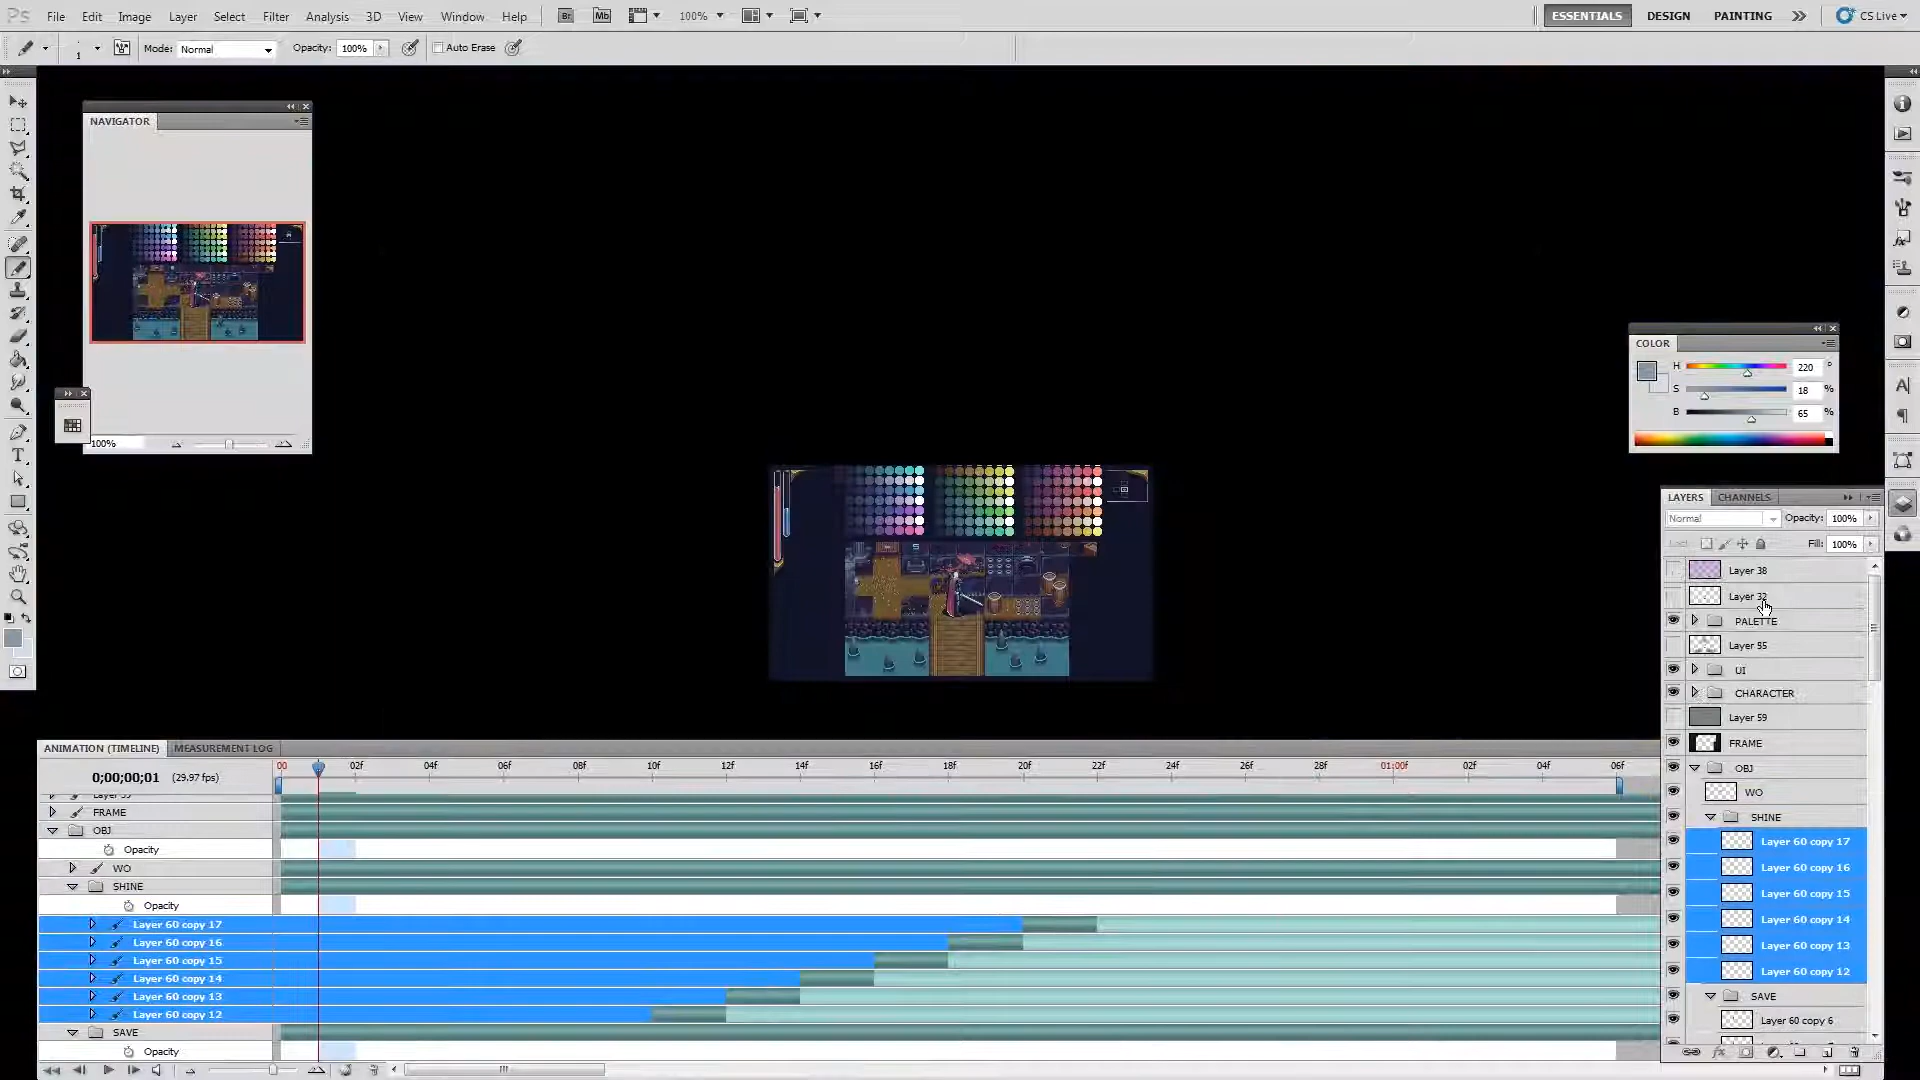 Ps File Edit Image Layer Select Filter Analysis 3D View Window Help Br Mb 100% ESSENTIALS DESIGN PAINTING CS Live
1 Mode: Normal Opacity: 100% Auto Erase
NAVIGATOR
100%
COLOR
H 220 °
S 18 %
B 65 %
LAYERS CHANNELS
Normal Opacity: 100%
Fill: 100%
Layer 38
Layer 32
PALETTE
Layer 55
UI
CHARACTER
Layer 59
FRAME
OBJ
WO
SHINE
Layer 60 copy 17
Layer 60 copy 16
Layer 60 copy 15
Layer 60 copy 14
Layer 60 copy 13
Layer 60 copy 12
SAVE
Layer 60 copy 6
ANIMATION (TIMELINE) MEASUREMENT LOG
0;00;00;01 (29.97 fps) 00 02f 04f 06f 08f 10f 12f 14f 16f 18f 20f 22f 24f 26f 28f 01:00f 02f 04f 06f
FRAME
OBJ
Opacity
WO
SHINE
Opacity
Layer 60 copy 17
Layer 60 copy 16
Layer 60 copy 15
Layer 60 copy 14
Layer 60 copy 13
Layer 60 copy 12
SAVE
Opacity